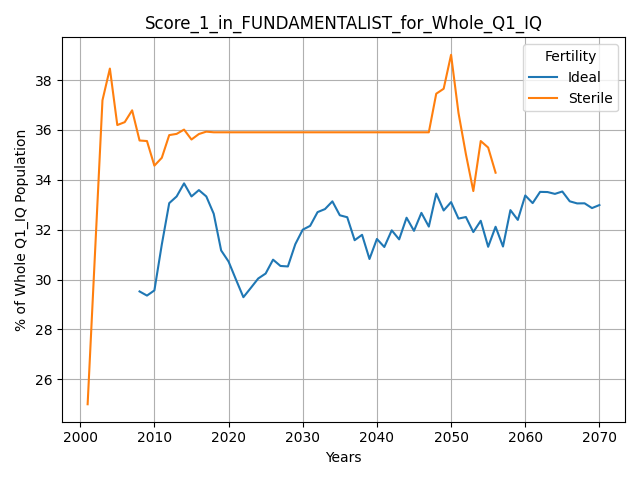 Score_1_in_FUNDAMENTALIST_for_Whole_Q1_IQ
% of Whole Q1_IQ Population
38
36
34
32
30
28
26
Fertility
Ideal
Sterile
2000 2010 2020 2030 2040 2050 2060 2070
Years